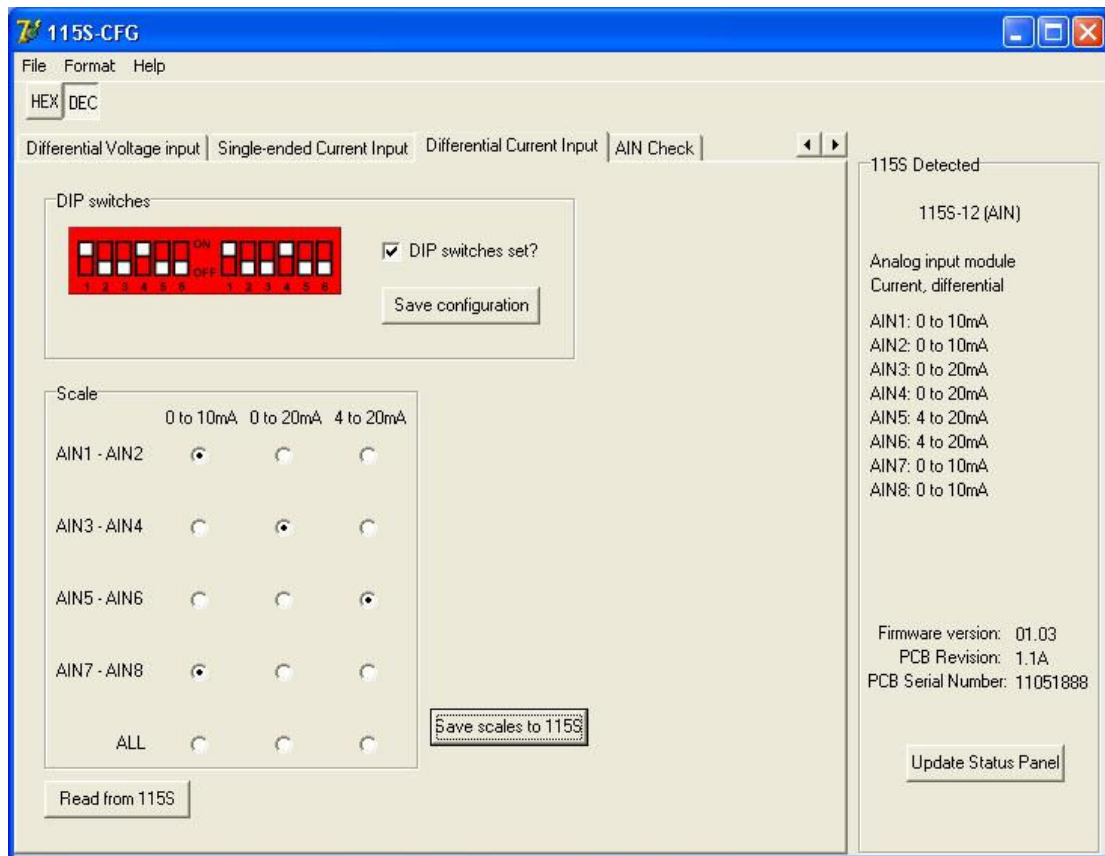 115S-CFG
File Format Help
HEX DEC
Differential Voltage input Single-ended Current Input Differential Current Input AIN Check
DIP switches
ON
OFF
1 2 3 4 5 6 1 2 3 4 5 6
DIP switches set?
Save configuration
Scale
0 to 10mA 0 to 20mA 4 to 20mA
AIN1 - AIN2
AIN3 - AIN4
AIN5 - AIN6
AIN7 - AIN8
ALL
Save scales to 115S
Read from 115S
115S Detected
115S-12 (AIN)
Analog input module
Current, differential
AIN1: 0 to 10mA
AIN2: 0 to 10mA
AIN3: 0 to 20mA
AIN4: 0 to 20mA
AIN5: 4 to 20mA
AIN6: 4 to 20mA
AIN7: 0 to 10mA
AIN8: 0 to 10mA
Firmware version: 01.03
PCB Revision: 1.1A
PCB Serial Number: 11051888
Update Status Panel